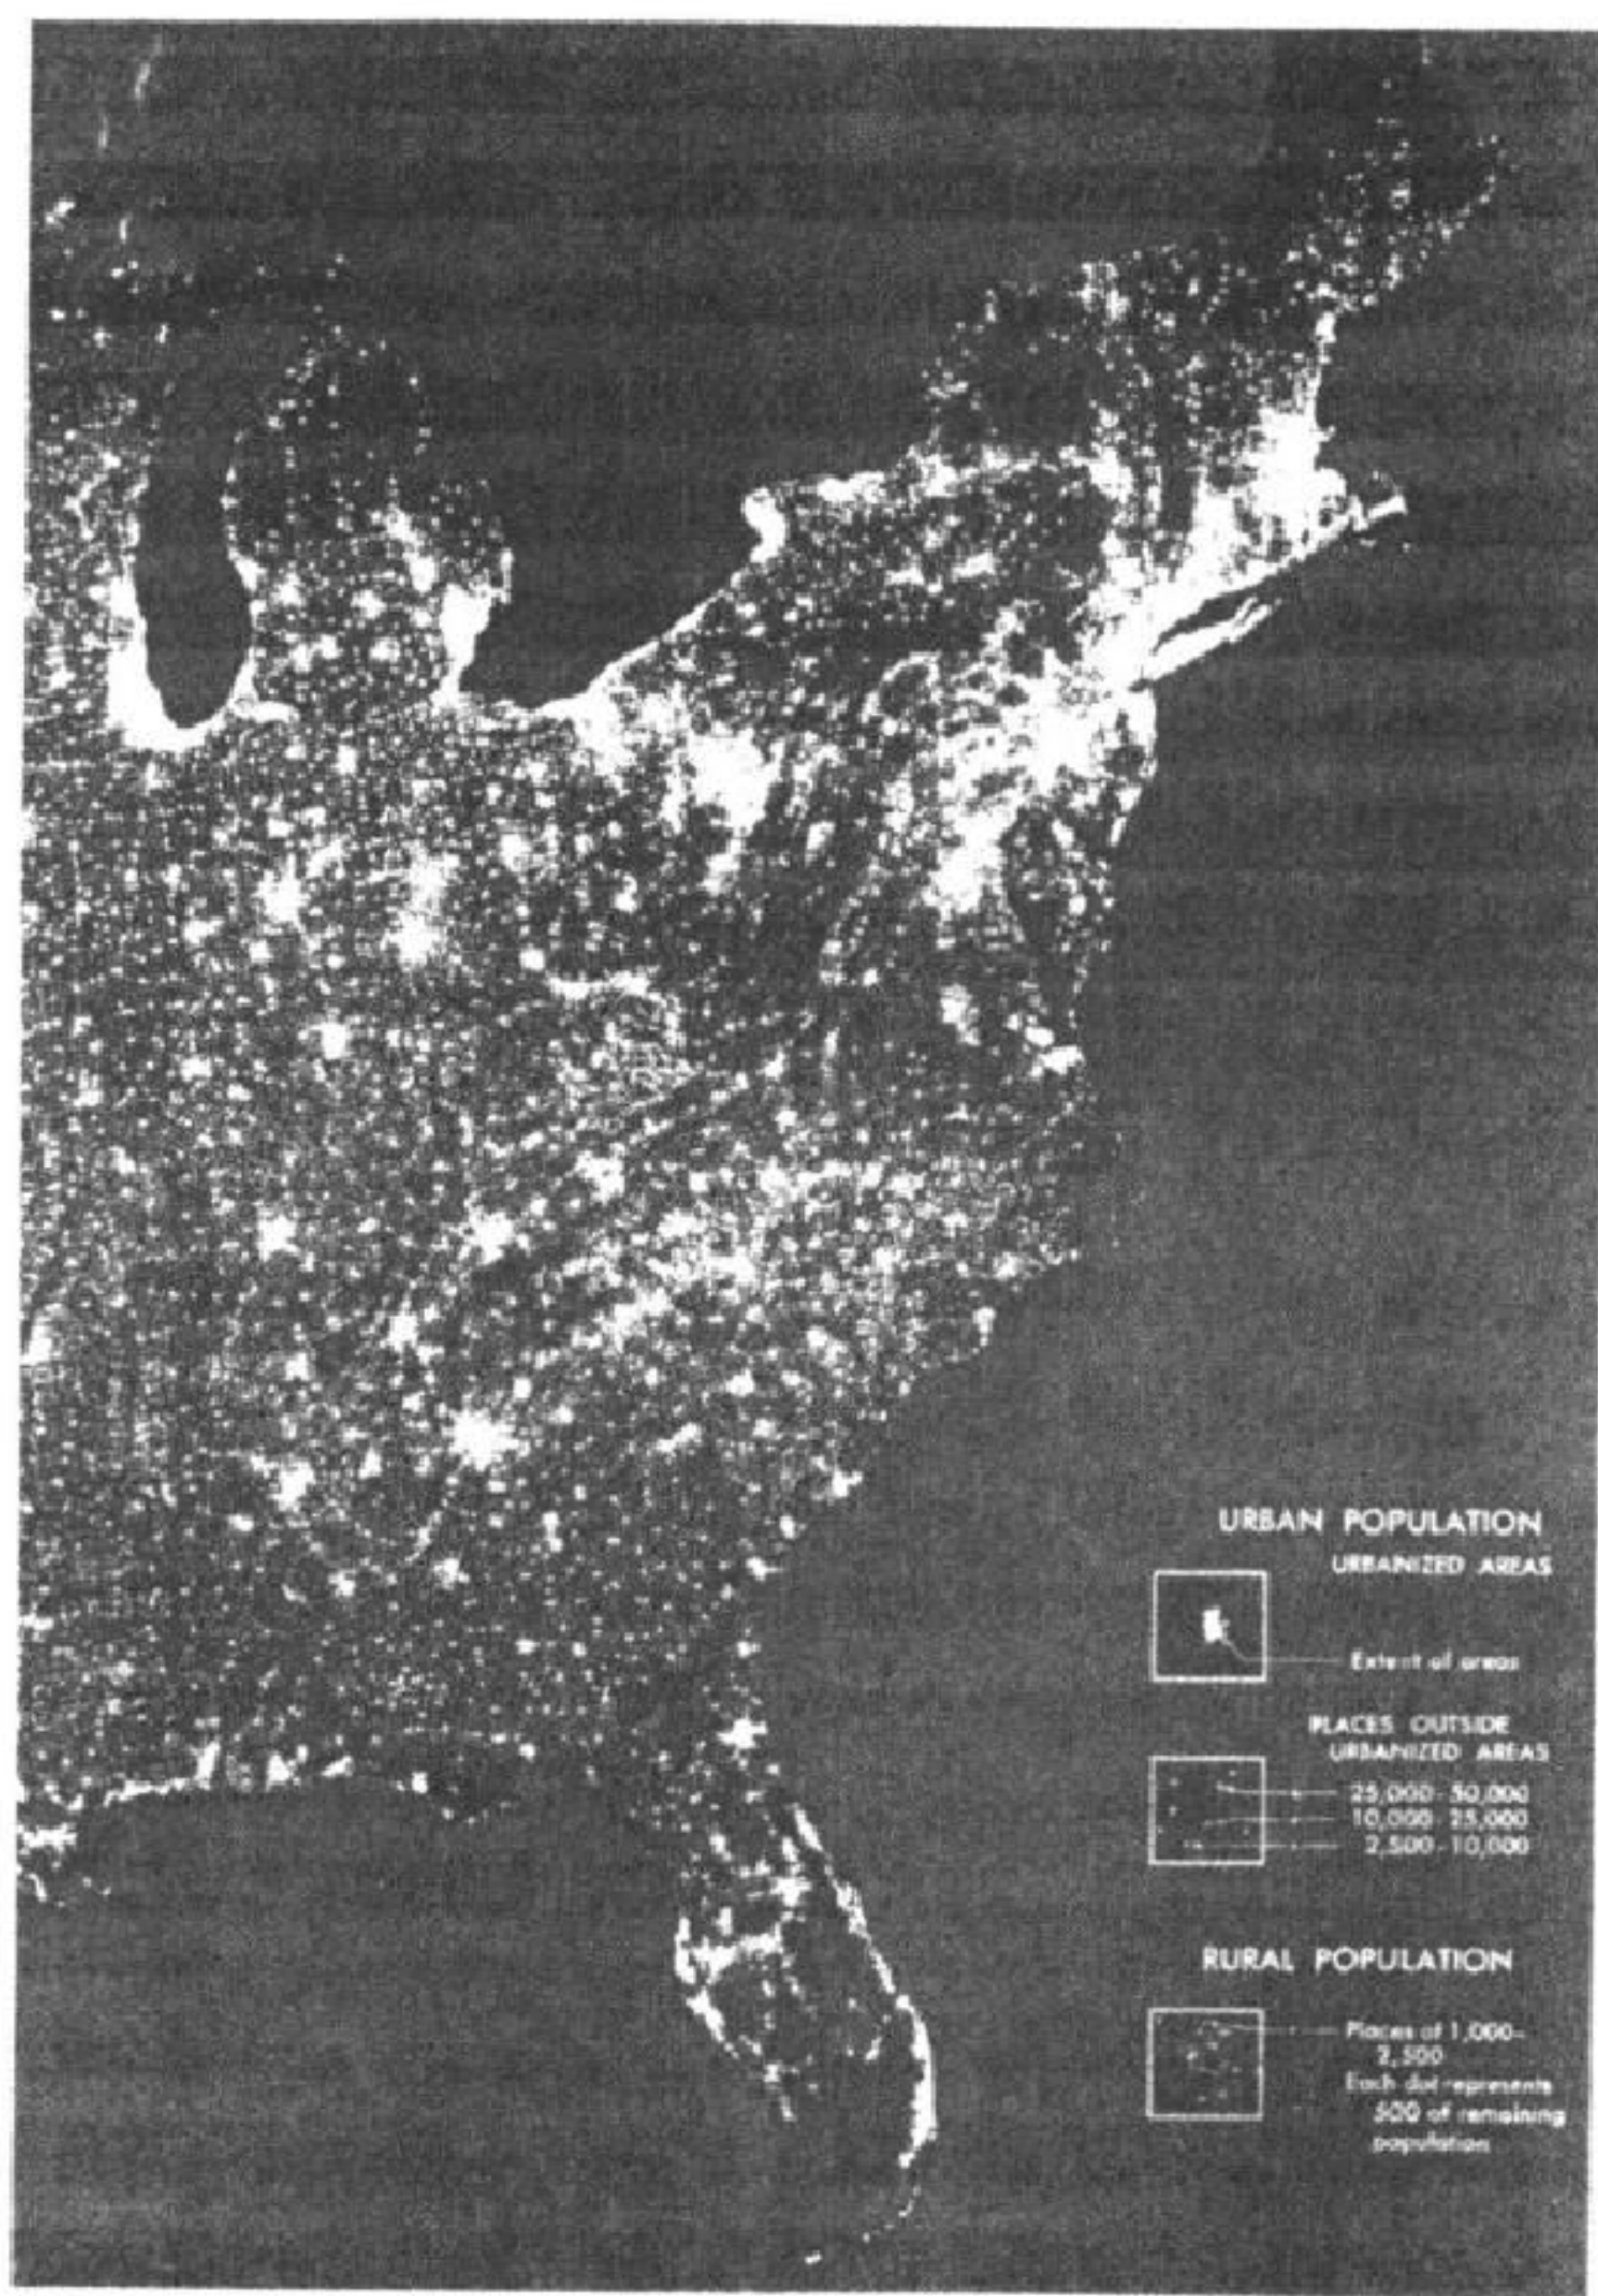 URBAN POPULATION
URBANIZED AREAS
Extent of areas
PLACES OUTSIDE
URBANIZED AREAS
25,000-50,000
10,000-25,000
2,500-10,000
RURAL POPULATION
Places of 1,000-
2,500
Each dot represents
500 of remaining
population